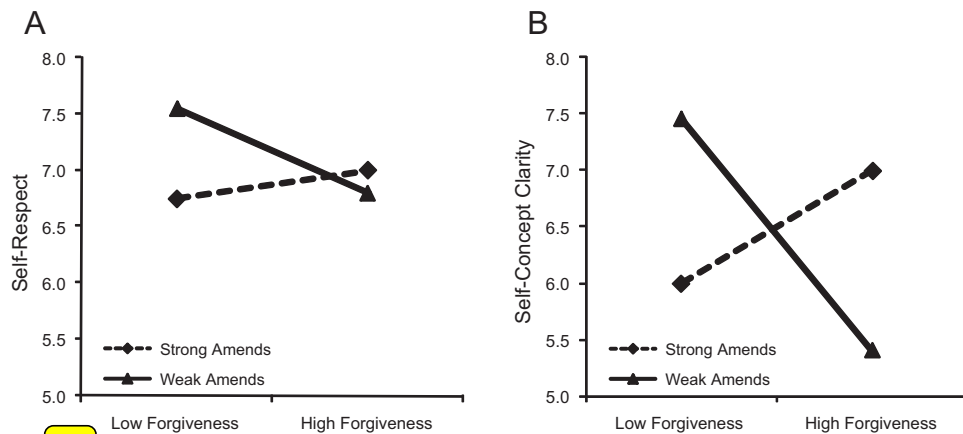 A
8.0
7.5
7.0
6.5
6.0
5.5
5.0
Self-Respect
Strong Amends
Weak Amends
Low Forgiveness
High Forgiveness
B
8.0
7.5
7.0
6.5
6.0
5.5
5.0
Self-Concept Clarity
Strong Amends
Weak Amends
Low Forgiveness
High Forgiveness